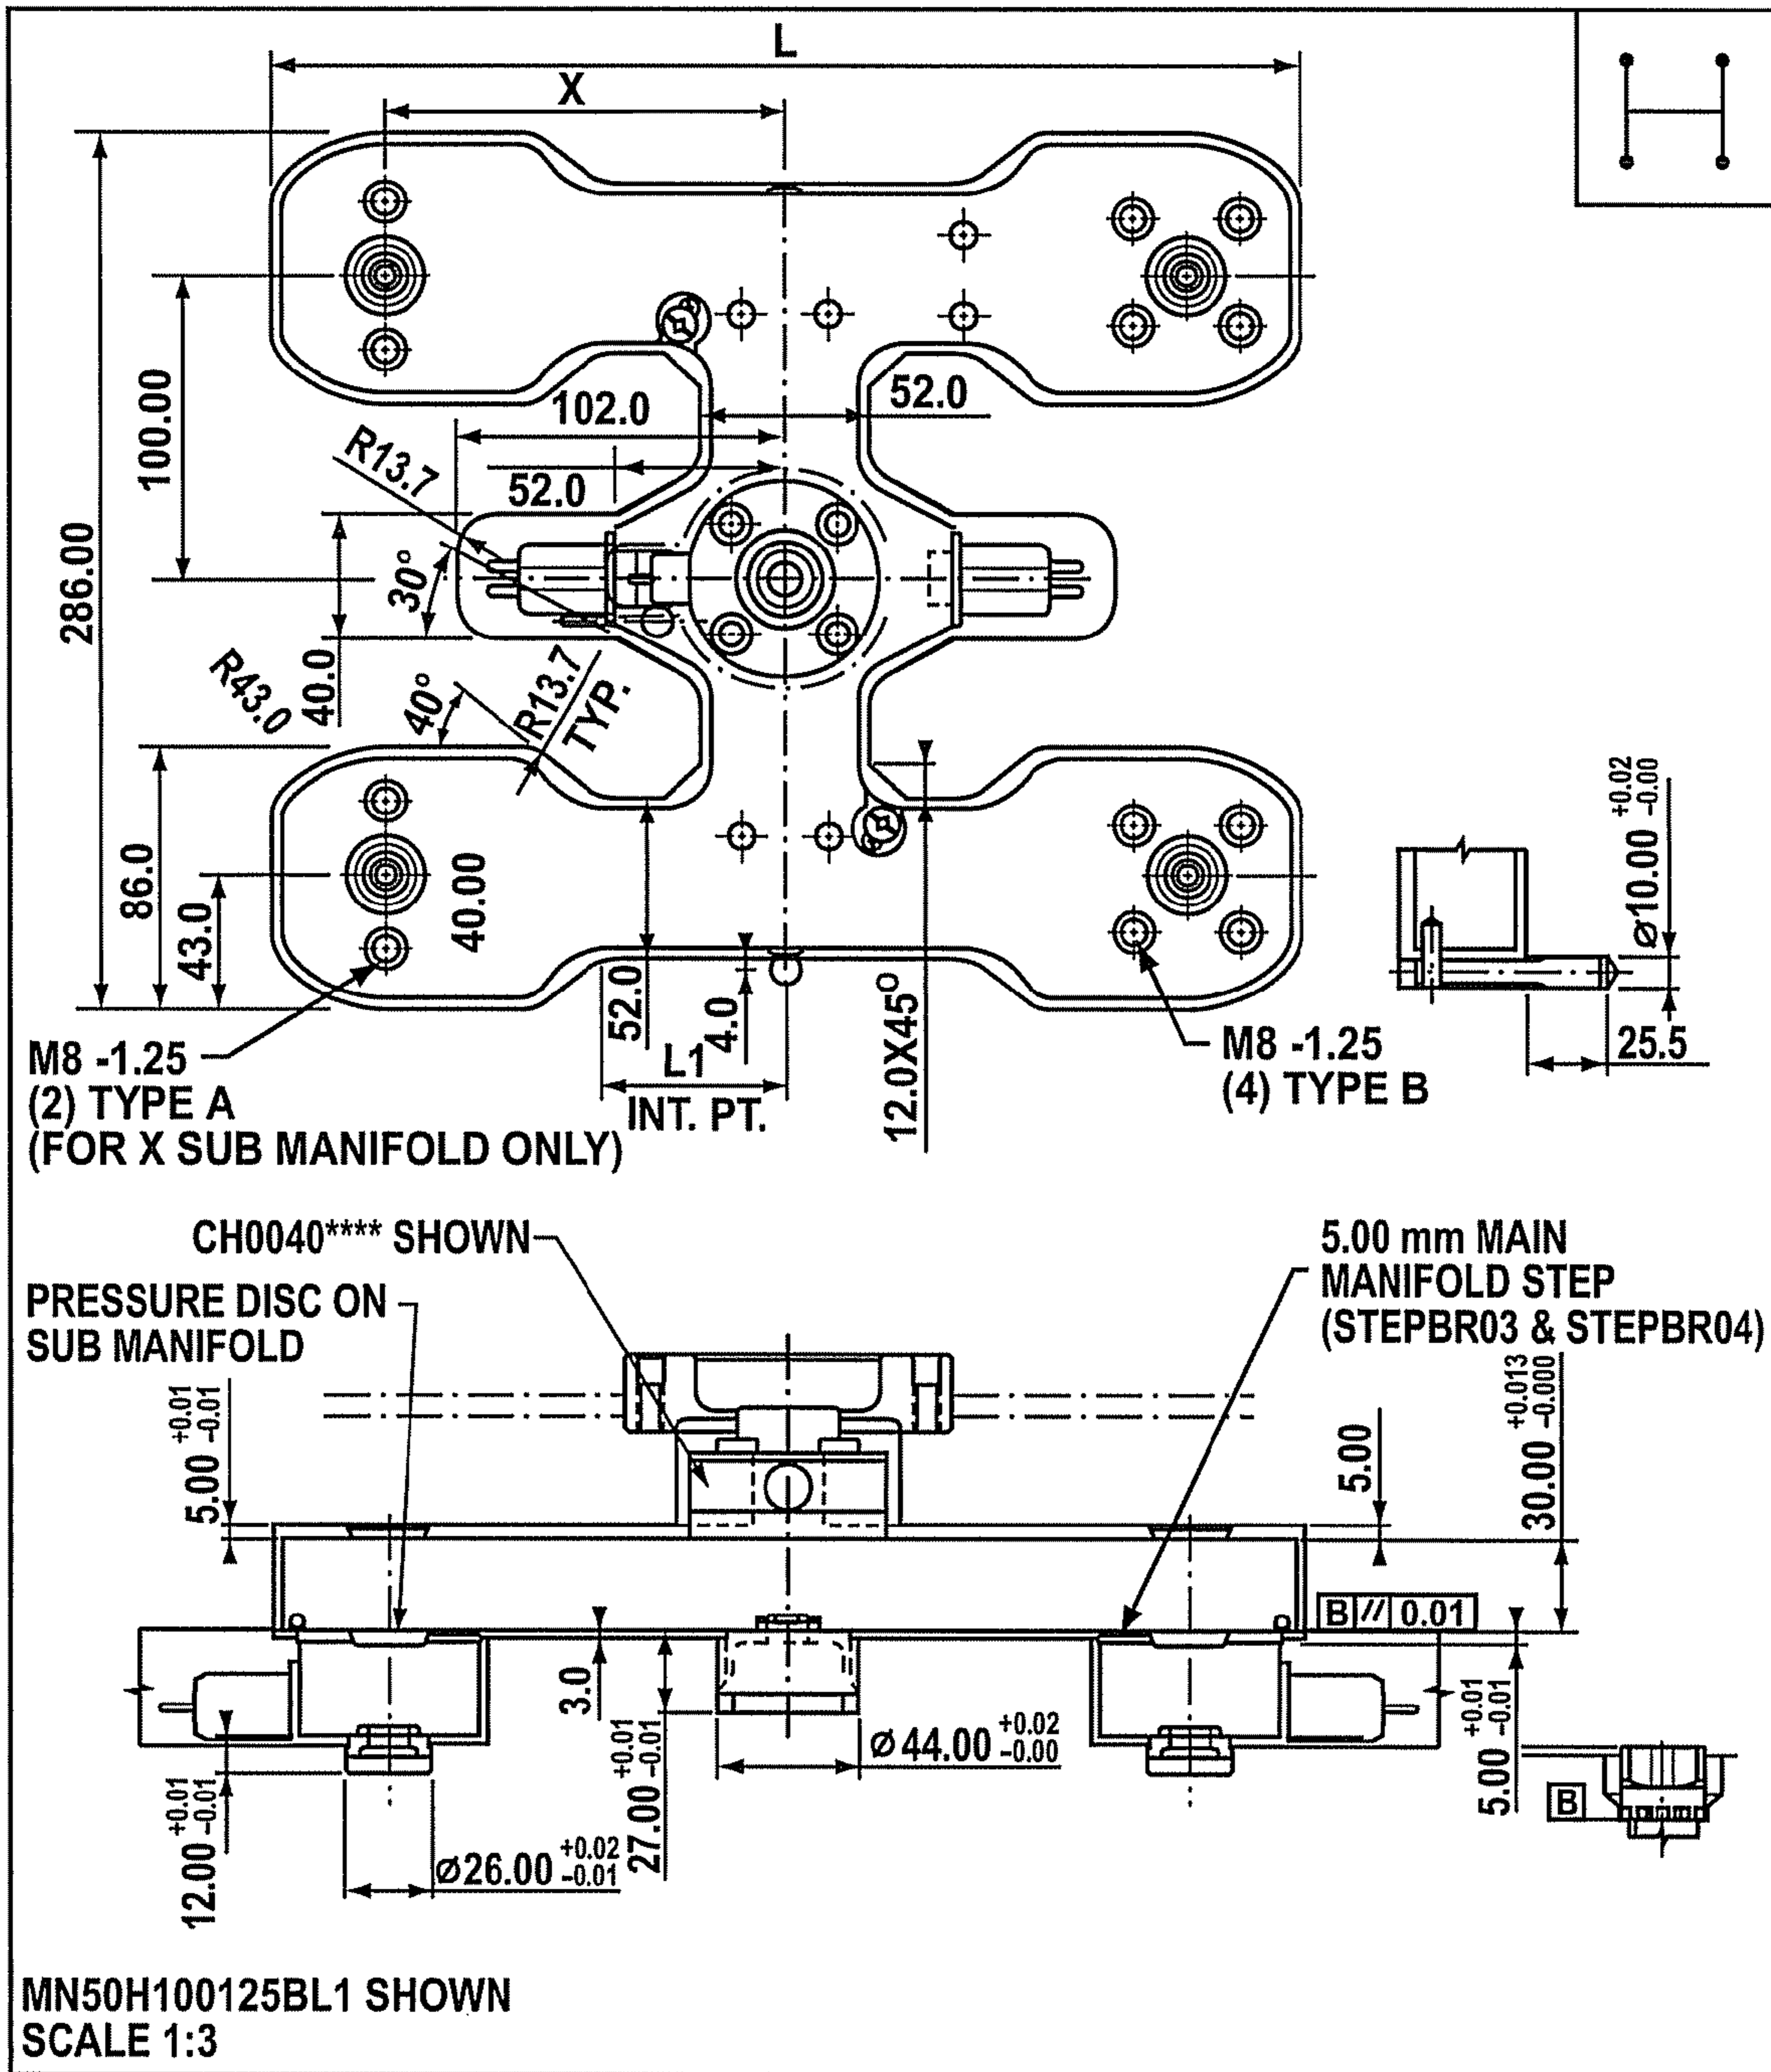 L
X
100.00
102.0
52.0
R13.7
52.0
286.00
30°
40.0
R43.0
40°
R13.7
TYP.
+0.02
-0.00
Ø10.00
86.0
43.0
40.00
52.0
4.0
12.0X45°
25.5
M8 -1.25
(2) TYPE A
(FOR X SUB MANIFOLD ONLY)
L1
INT. PT.
M8 -1.25
(4) TYPE B
CH0040**** SHOWN
PRESSURE DISC ON
SUB MANIFOLD
5.00 mm MAIN
MANIFOLD STEP
(STEPBR03 & STEPBR04)
5.00 +0.01 -0.01
5.00
30.00 +0.013 -0.000
B // 0.01
3.0
27.00 +0.01 -0.01
Ø44.00 +0.02 -0.00
5.00 +0.01 -0.01
B
12.00 +0.01 -0.01
Ø26.00 +0.02 -0.01
MN50H100125BL1 SHOWN
SCALE 1:3